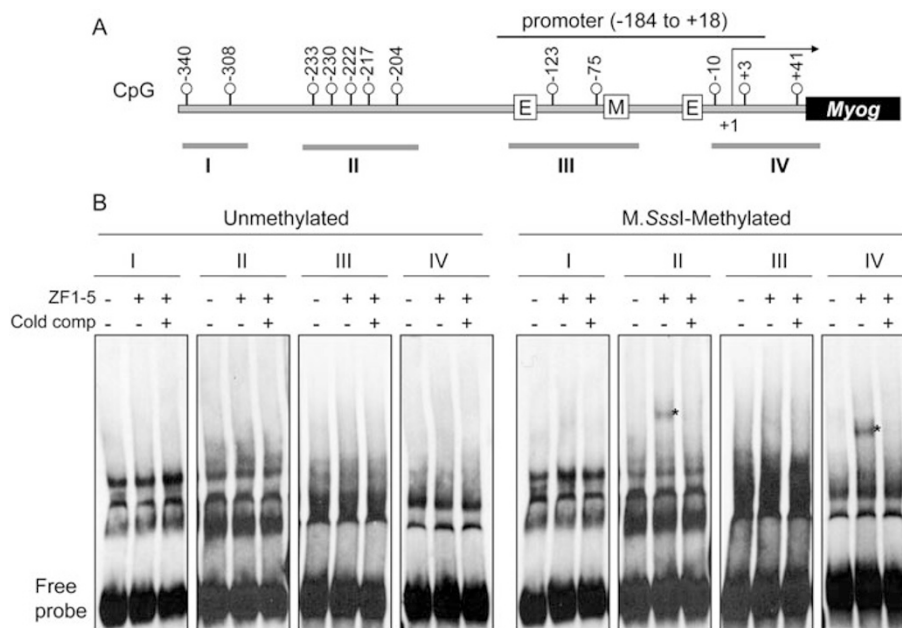 A
promoter (-184 to +18)
CpG -340 -308 -233 -230 -222 -217 -204 -123 -75 -10 +3 +41
E M E +1 Myog
I II III IV
B
Unmethylated M.SssI-Methylated
I II III IV I II III IV
ZF1-5 - + + - + + - + + - + + - + + - + + - + + - + +
Cold comp - - + - - + - - + - - + - - + - - + - - + - - +
* *
Free
probe